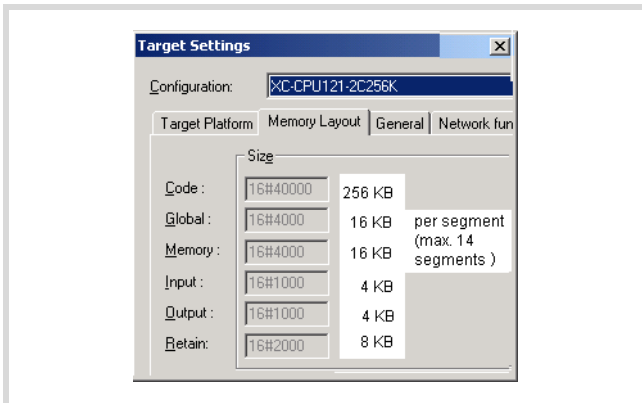 Target Settings
Configuration: XC-CPU121-2C256K
Target Platform Memory Layout General Network fun
Size
Code : 16#40000 256 KB
Global : 16#4000 16 KB per segment
(max. 14
Memory : 16#4000 16 KB segments )
Input : 16#1000 4 KB
Output : 16#1000 4 KB
Retain: 16#2000 8 KB